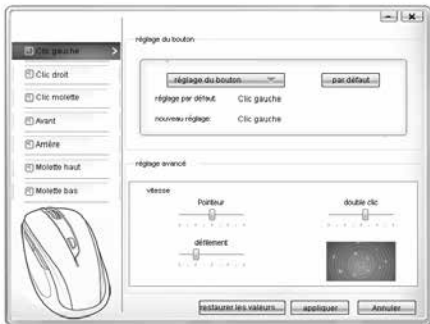 Clic gauche
Clic droit
Clic molette
Avant
Arrière
Molette haut
Molette bas
réglage du bouton
réglage du bouton
par défaut
réglage par défaut: Clic gauche
nouveau réglage: Clic gauche
réglage avancé
vitesse
Pointeur
double clic
défilement
restaurer les valeurs...
appliquer
Annuler